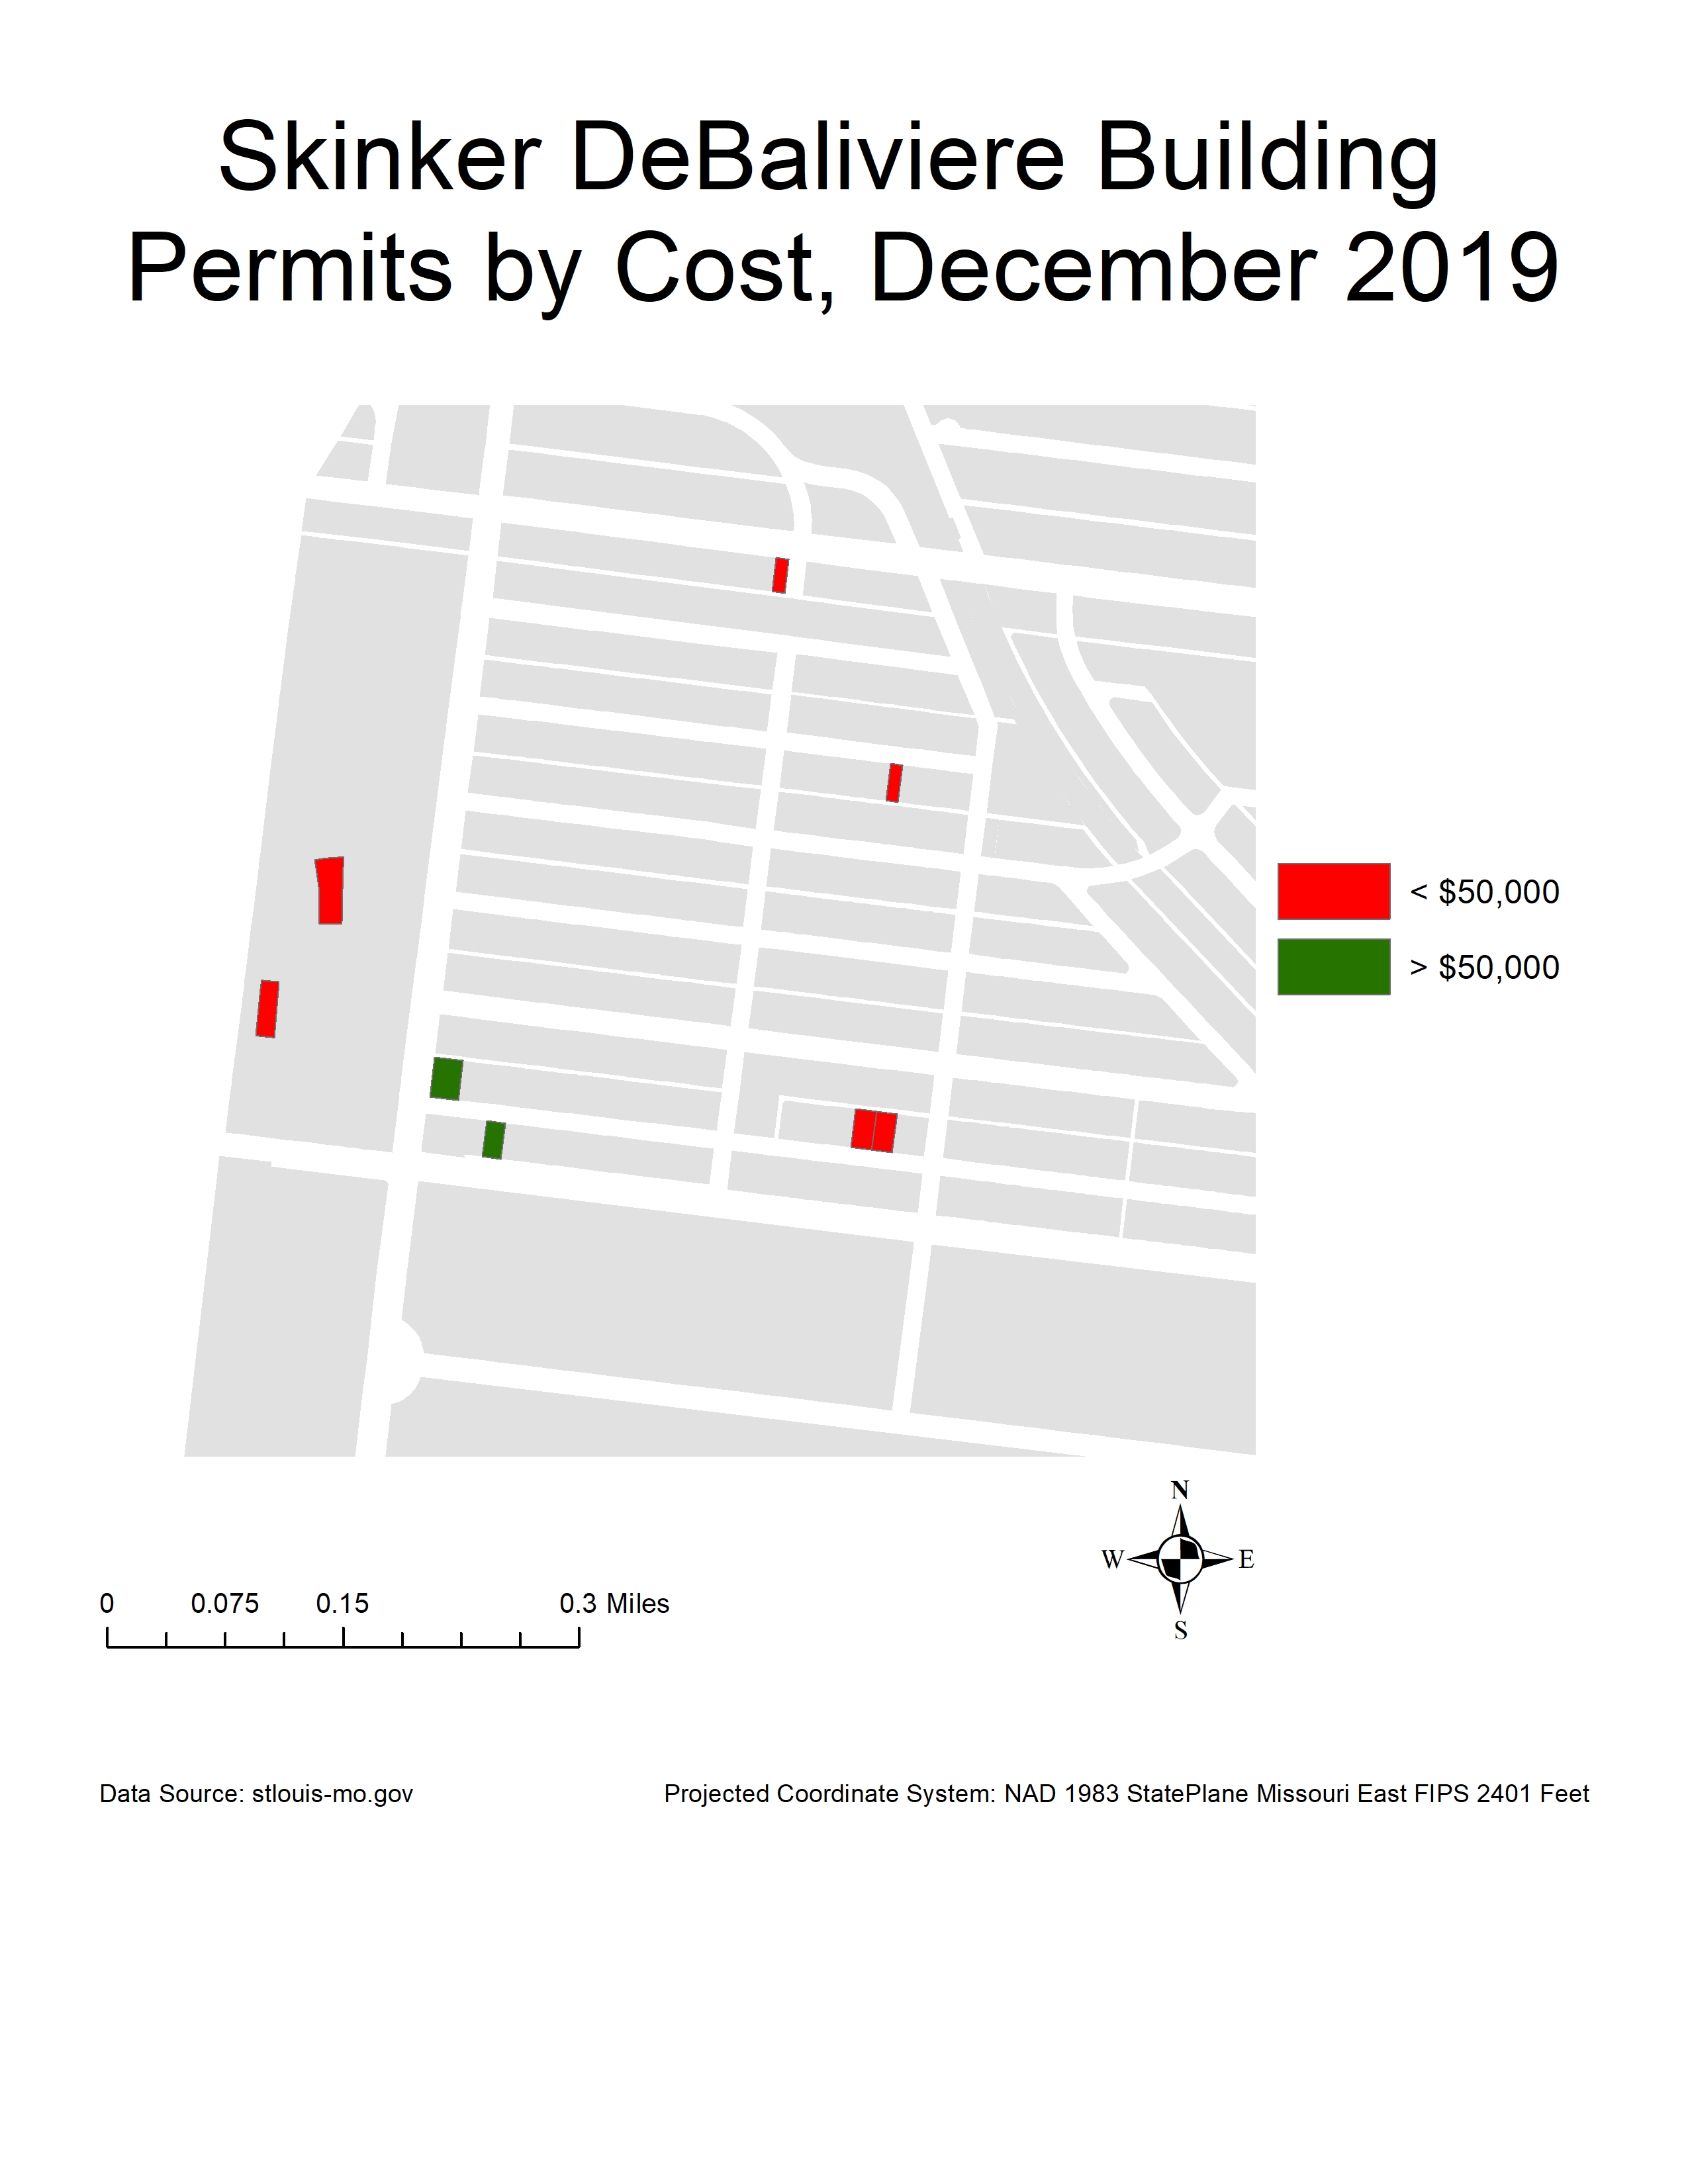 Skinker DeBaliviere Building
Permits by Cost, December 2019
< $50,000
> $50,000
N
W E
S
0 0.075 0.15 0.3 Miles
Data Source: stlouis-mo.gov Projected Coordinate System: NAD 1983 StatePlane Missouri East FIPS 2401 Feet